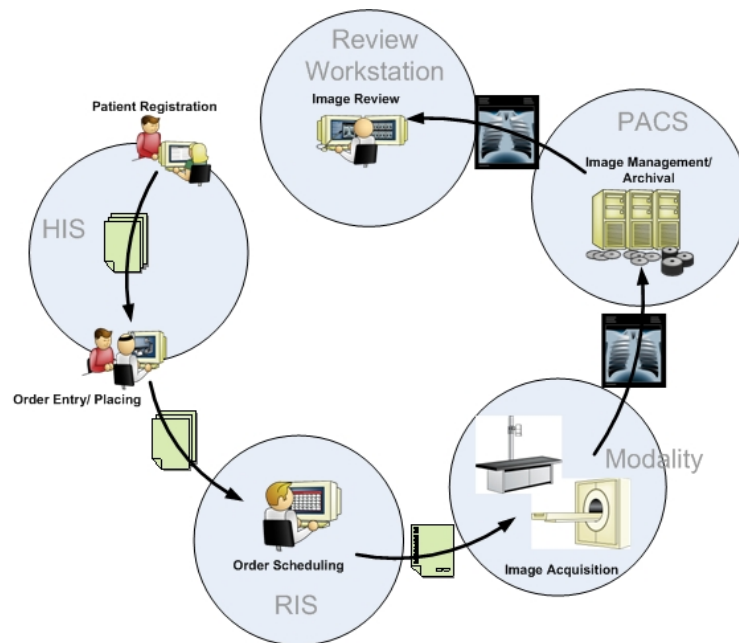 Patient Registration
HIS
Order Entry/ Placing
Order Scheduling
RIS
Modality
Image Acquisition
PACS
Image Management/
Archival
Review
Workstation
Image Review